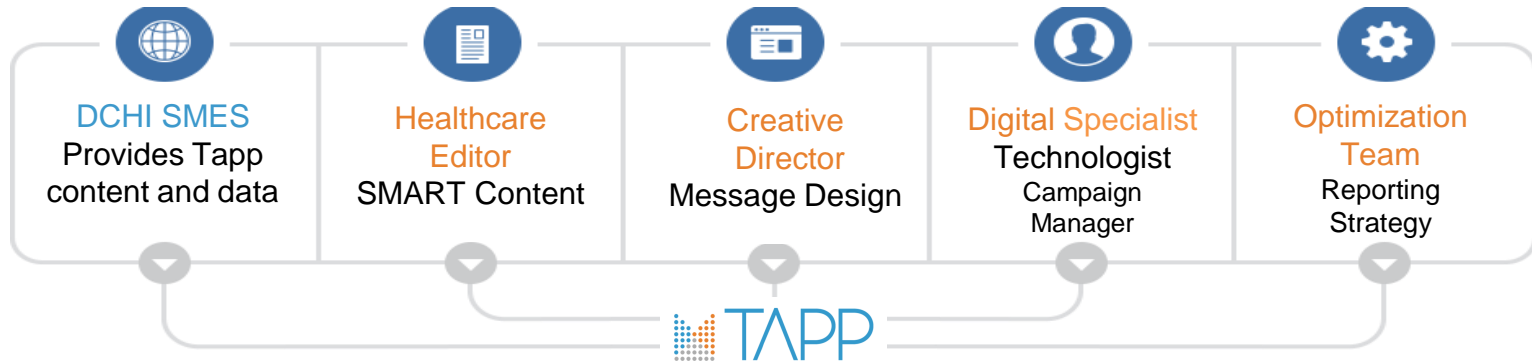 DCHI SMES
Provides Tapp
content and data
Healthcare
Editor
SMART Content
Creative
Director
Message Design
Digital Specialist
Technologist
Campaign
Manager
Optimization
Team
Reporting
Strategy
TAPP